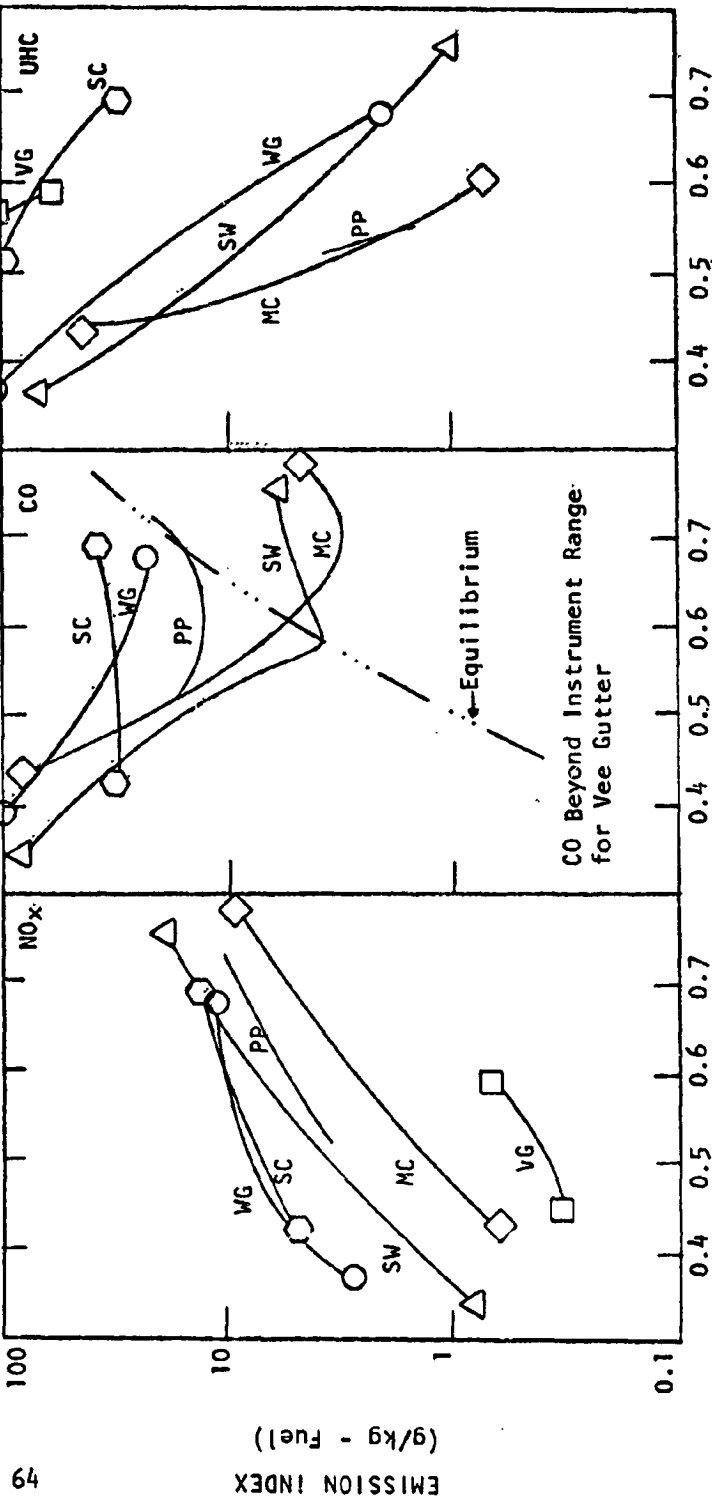 49
EMISSION INDEX
(g/kg - Fuel)
100
10
1
0.1
NOx
WG
SC
PP
SW
MC
VG
0.4 0.5 0.6 0.7
CO
SC
WG
PP
SW
MC
Equilibrium
CO Beyond Instrument Range
for Vee Gutter
0.4 0.5 0.6 0.7
UHC
VG
SC
WG
SW
PP
MC
0.4 0.5 0.6 0.7